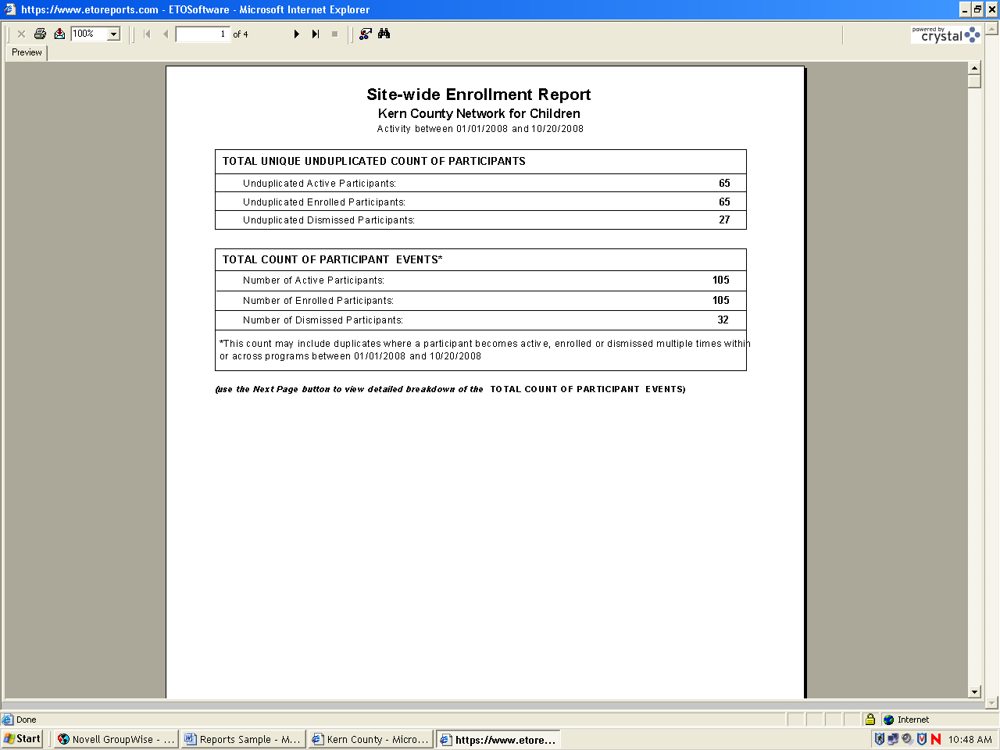 https://www.etoreports.com - ETOSoftware - Microsoft Internet Explorer
100%
1 of 4
powered by
crystal
Preview
Site-wide Enrollment Report
Kern County Network for Children
Activity between 01/01/2008 and 10/20/2008
TOTAL UNIQUE UNDUPLICATED COUNT OF PARTICIPANTS
Unduplicated Active Participants: 65
Unduplicated Enrolled Participants: 65
Unduplicated Dismissed Participants: 27
TOTAL COUNT OF PARTICIPANT EVENTS*
Number of Active Participants: 105
Number of Enrolled Participants: 105
Number of Dismissed Participants: 32
*This count may include duplicates where a participant becomes active, enrolled or dismissed multiple times within
or across programs between 01/01/2008 and 10/20/2008
(use the Next Page button to view detailed breakdown of the TOTAL COUNT OF PARTICIPANT EVENTS)
Done
Internet
Start
Novell GroupWise - ...
Reports Sample - M...
Kern County - Micro...
https://www.etore...
10:48 AM